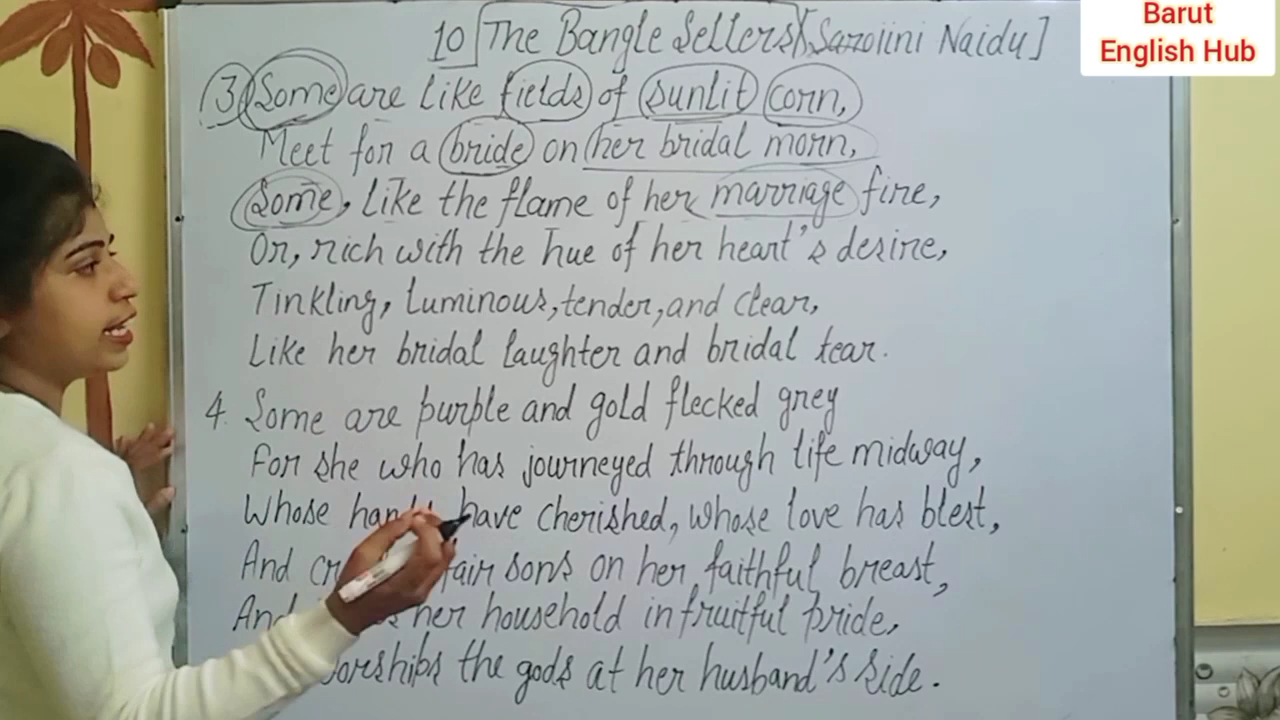 Barut
English Hub
10 [The Bangle Sellers] [Sarojini Naidu]
3 Some are like fields of sunlit corn,
Meet for a bride on her bridal morn,
Some, like the flame of her marriage fire,
Or, rich with the hue of her heart's desire,
Tinkling, luminous, tender, and clear,
Like her bridal laughter and bridal tear.
4. Some are purple and gold flecked grey
For she who has journeyed through life midway,
Whose have cherished, whose love has blest,
And fair sons on her faithful breast,
her household in fruitful pride,
the gods at her husband's side.